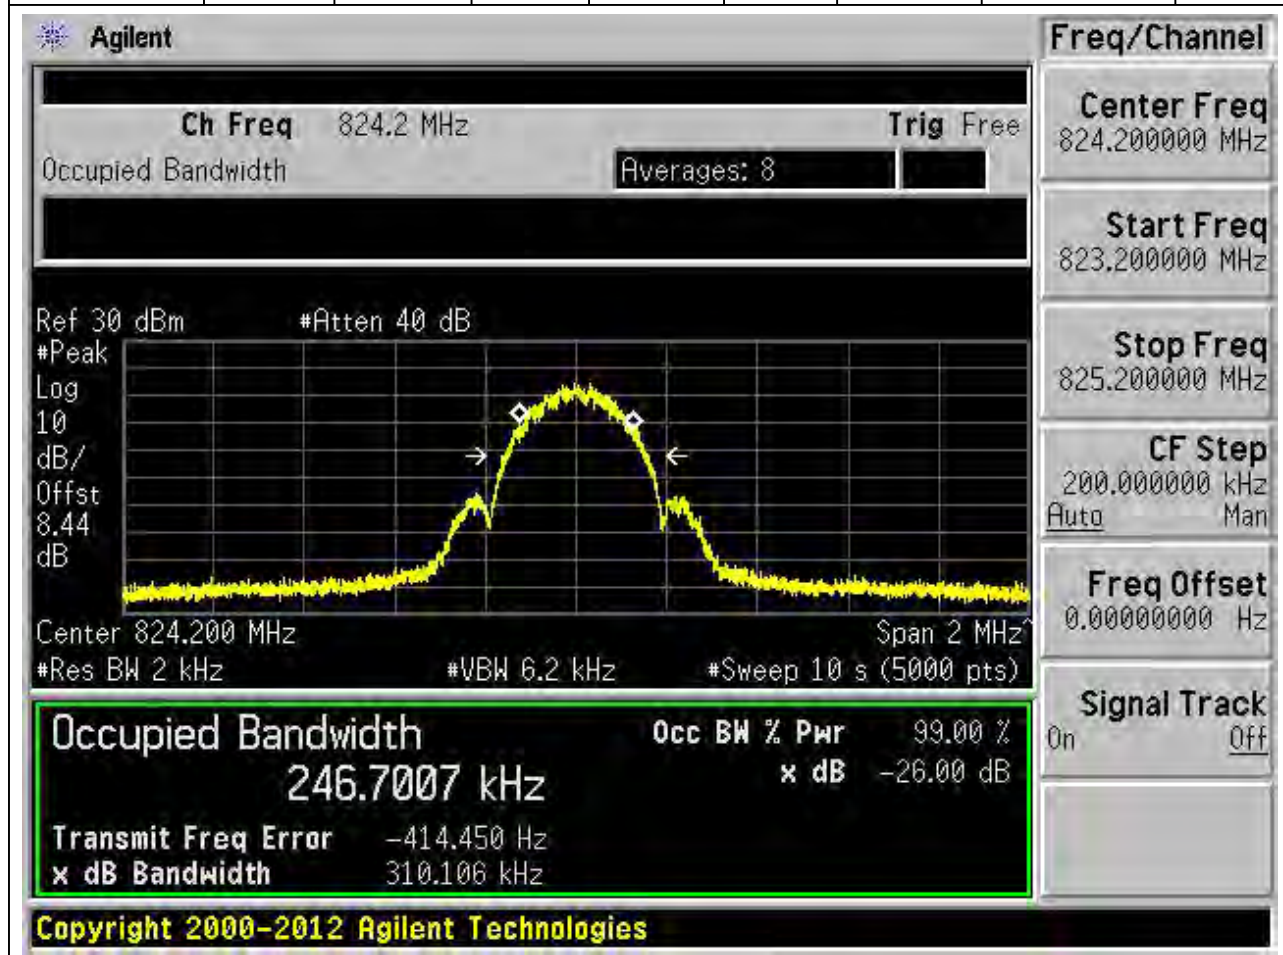 Agilent
Freq/Channel
Ch Freq 824.2 MHz Trig Free
Occupied Bandwidth Averages: 8
Center Freq
824.200000 MHz
Start Freq
823.200000 MHz
Stop Freq
825.200000 MHz
CF Step
200.000000 kHz
Auto Man
Freq Offset
0.00000000 Hz
Signal Track
On Off
Ref 30 dBm #Atten 40 dB
#Peak
Log
10
dB/
Offst
8.44
dB
Center 824.200 MHz Span 2 MHz^
#Res BW 2 kHz #VBW 6.2 kHz #Sweep 10 s (5000 pts)
Occupied Bandwidth Occ BW % Pwr 99.00 %
246.7007 kHz x dB -26.00 dB
Transmit Freq Error -414.450 Hz
x dB Bandwidth 310.106 kHz
Copyright 2000-2012 Agilent Technologies